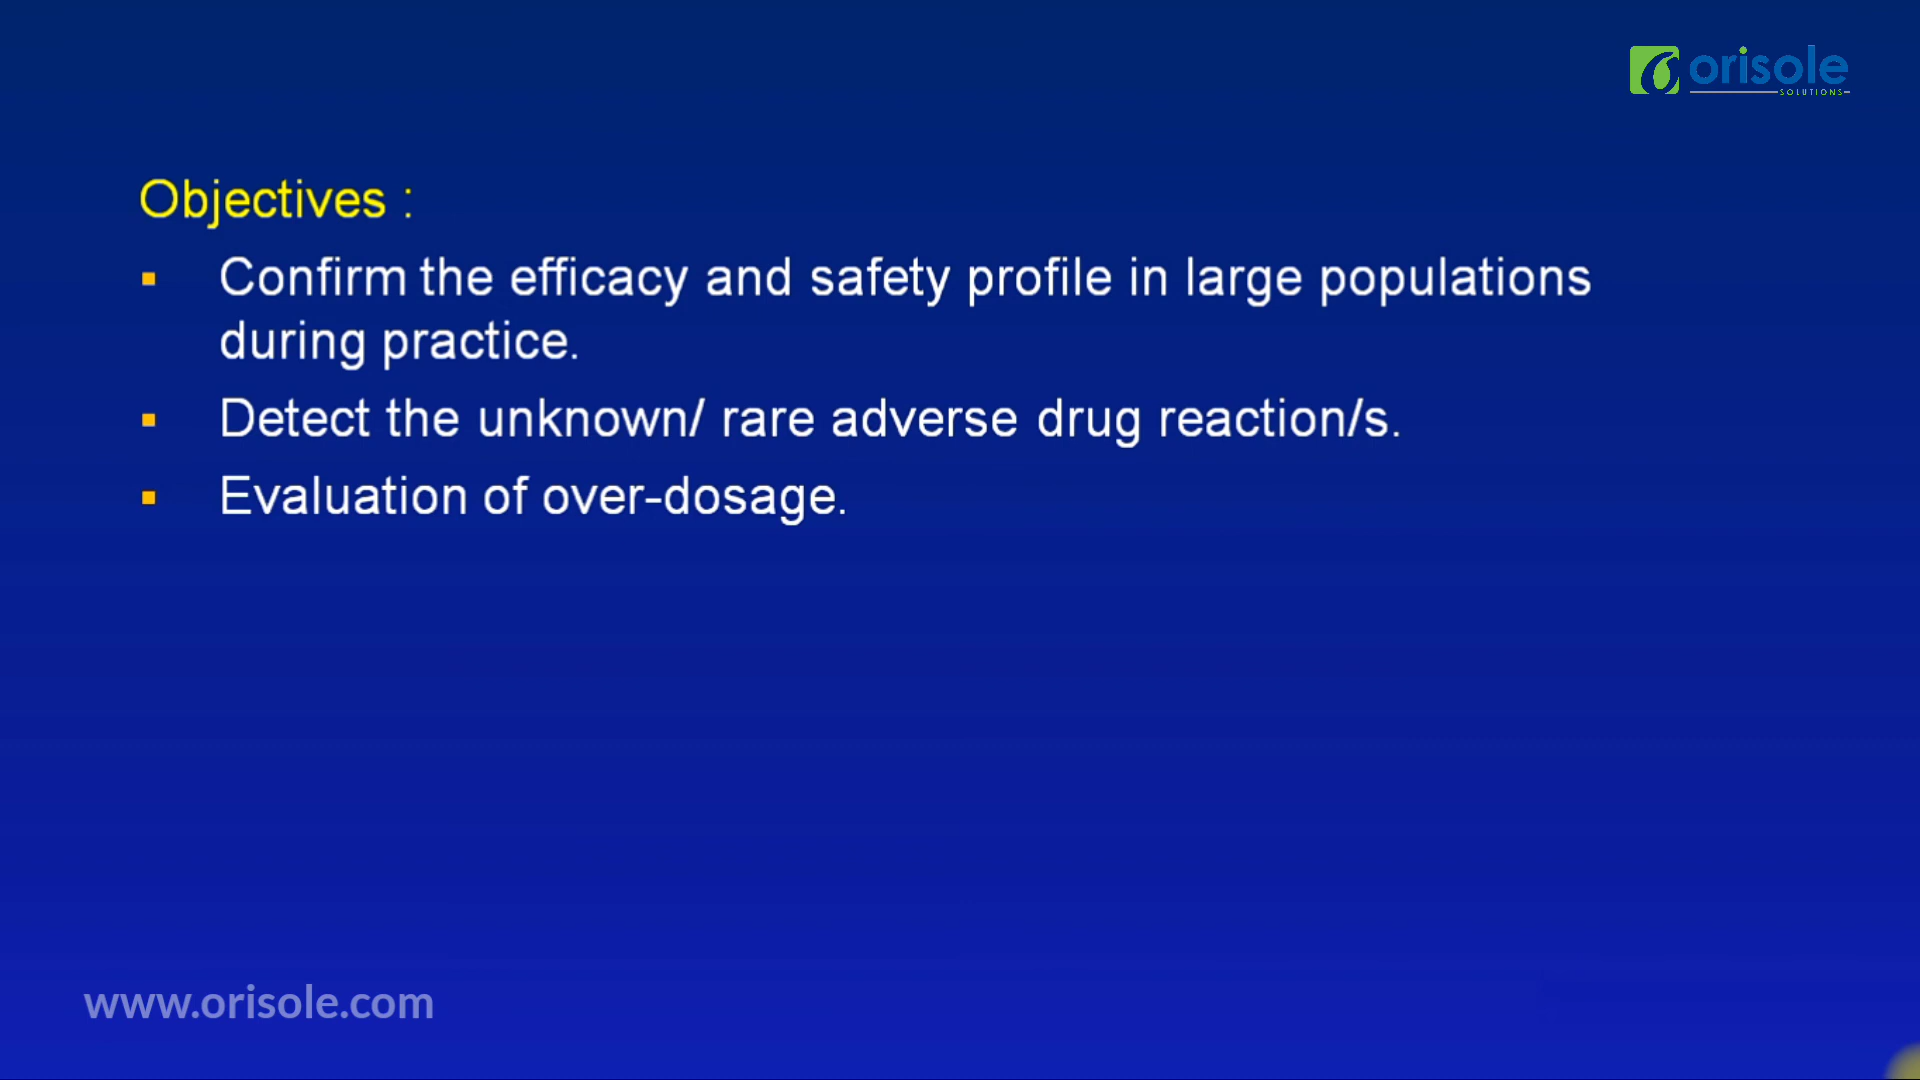 orisole
SOLUTIONS
Objectives :
▪ Confirm the efficacy and safety profile in large populations
during practice.
▪ Detect the unknown/ rare adverse drug reaction/s.
▪ Evaluation of over-dosage.
www.orisole.com